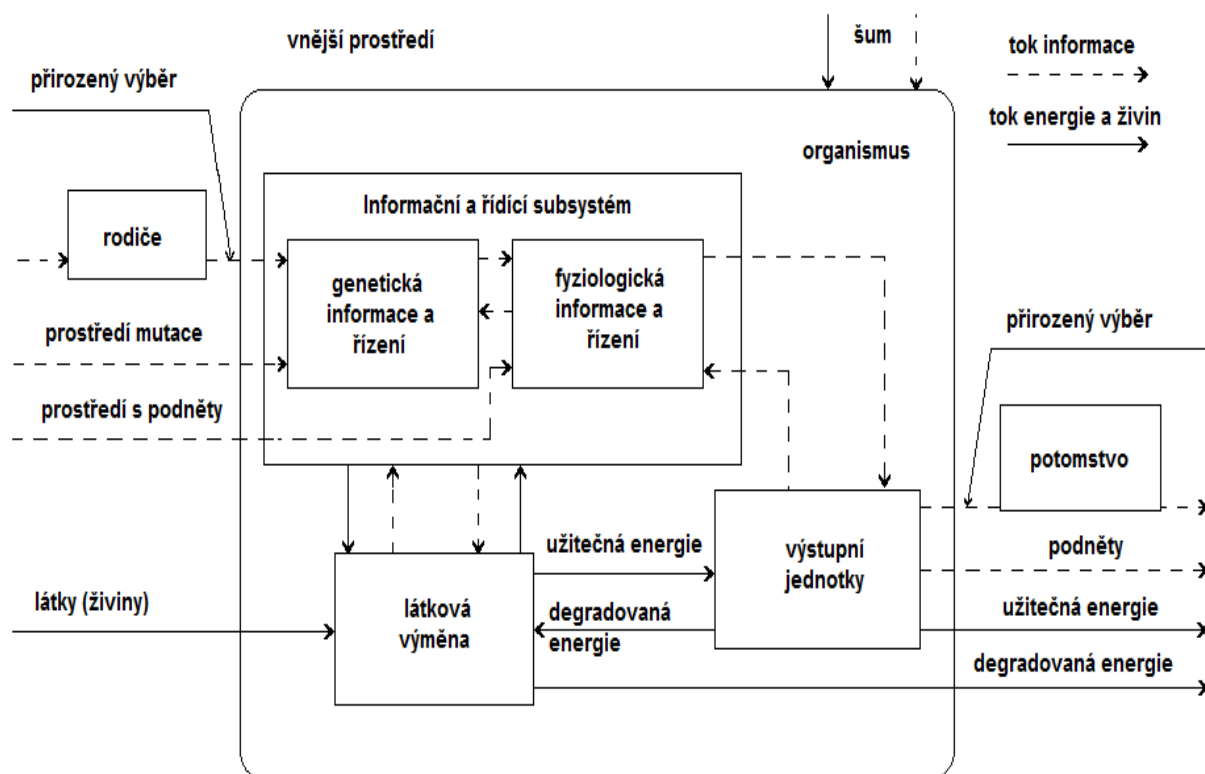 vnější prostředí
šum
tok informace
přirozený výběr
tok energie a živin
organismus
Informační a řídící subsystém
rodiče
genetická
informace a
řízení
fyziologická
informace a
řízení
prostředí mutace
přirozený výběr
prostředí s podněty
potomstvo
užitečná energie
výstupní
jednotky
podněty
látky (živiny)
látková
výměna
degradovaná
energie
užitečná energie
degradovaná energie